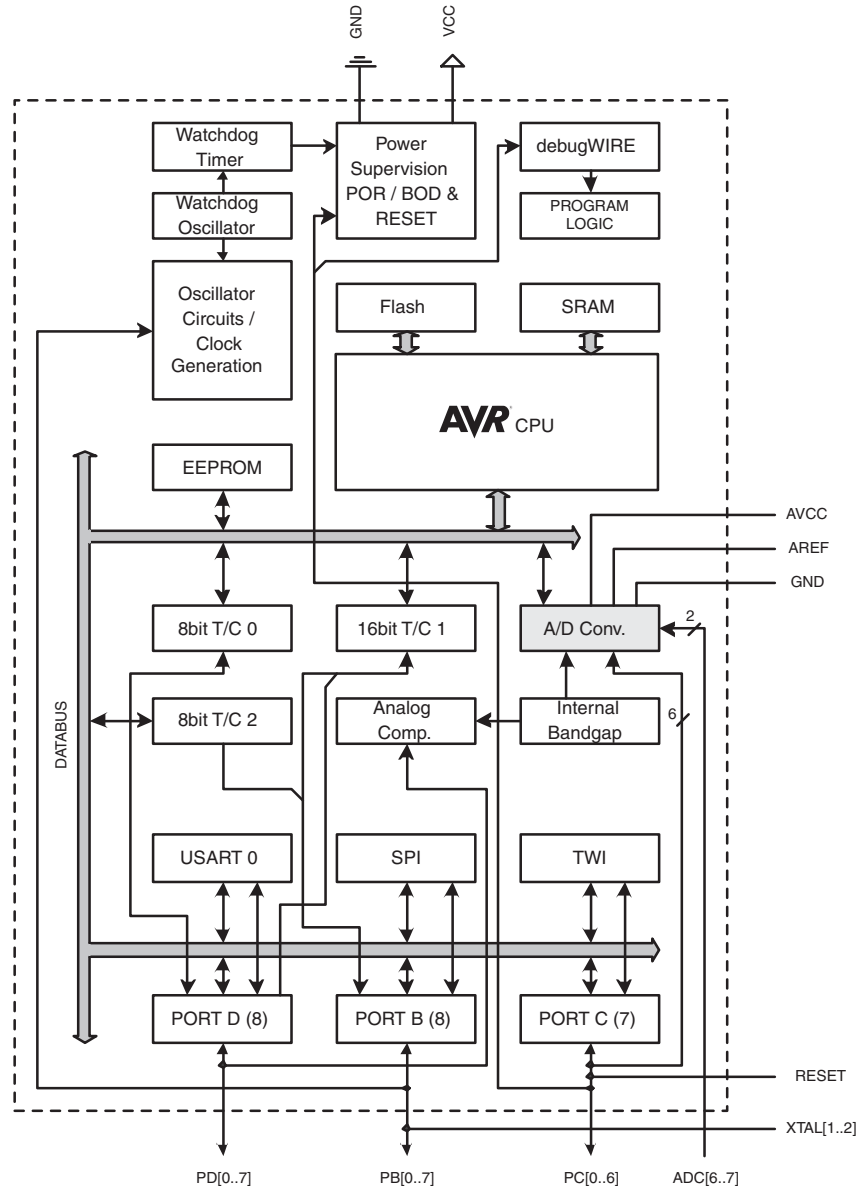 GND
VCC
Watchdog
Timer
Power
Supervision
POR / BOD &
RESET
debugWIRE
Watchdog
Oscillator
PROGRAM
LOGIC
Oscillator
Circuits /
Clock
Generation
Flash
SRAM
AVR CPU
EEPROM
AVCC
AREF
GND
8bit T/C 0
16bit T/C 1
A/D Conv.
2
8bit T/C 2
Analog
Comp.
Internal
Bandgap
6
DATABUS
USART 0
SPI
TWI
PORT D (8)
PORT B (8)
PORT C (7)
RESET
XTAL[1..2]
PD[0..7]
PB[0..7]
PC[0..6]
ADC[6..7]